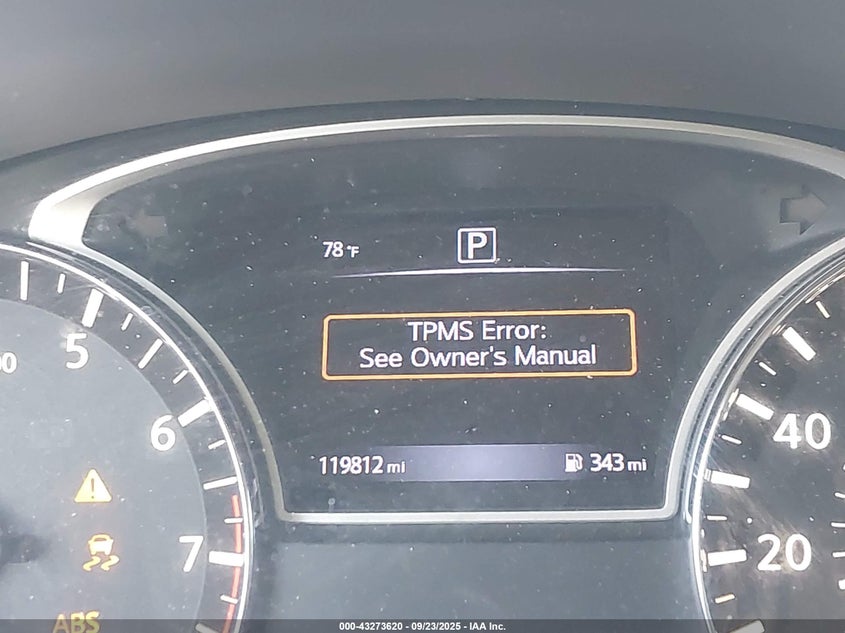 78 °F
P
TPMS Error:
See Owner's Manual
119812 mi
343 mi
5
6
7
40
20
ABS
000-43273620 - 09/23/2025 - IAA Inc.